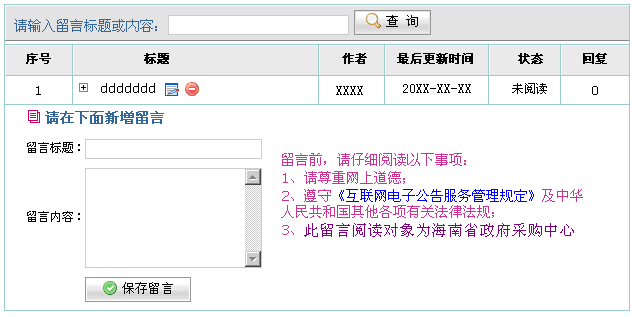 请输入留言标题或内容： 查 询
序号 标题 作者 最后更新时间 状态 回复
1 ddddddd XXXX 20XX-XX-XX 未阅读 0
请在下面新增留言
留言标题：
留言内容：
保存留言
留言前，请仔细阅读以下事项：
1、请尊重网上道德；
2、遵守《互联网电子公告服务管理规定》及中华
人民共和国其他各项有关法律法规；
3、此留言阅读对象为海南省政府采购中心